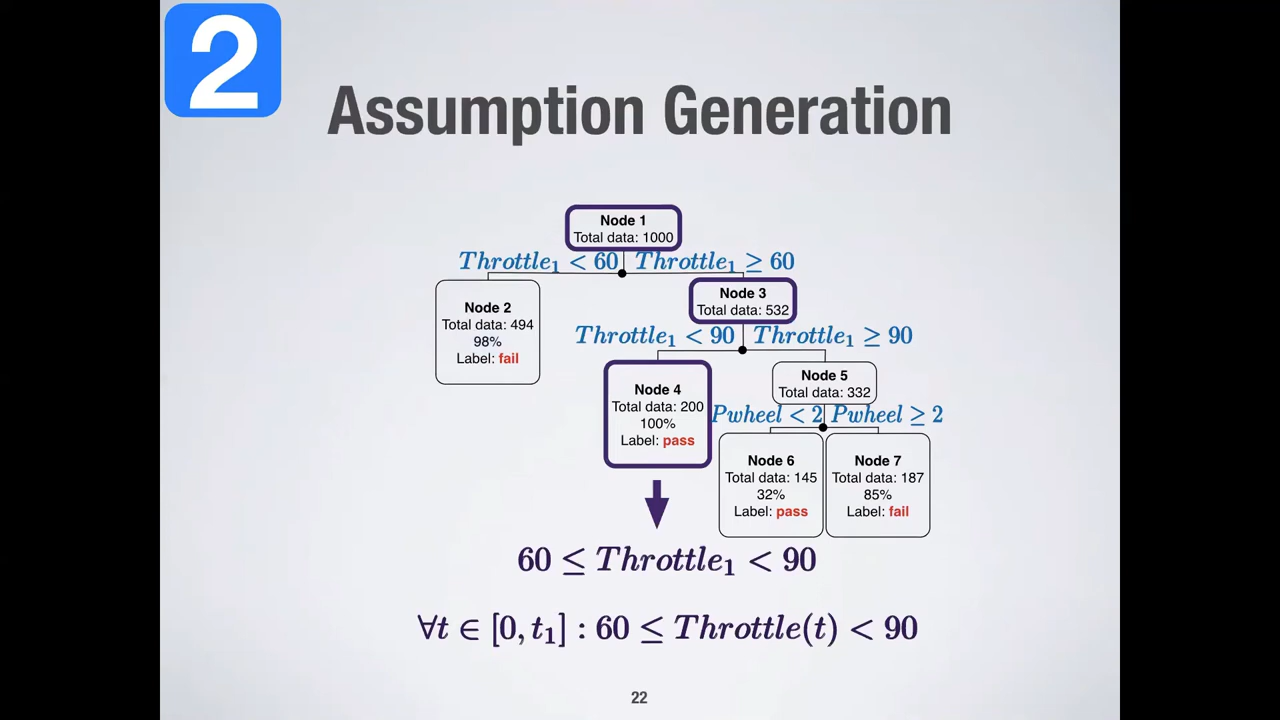 2
Assumption Generation
Node 1
Total data: 1000
Throttle₁ < 60 Throttle₁ ≥ 60
Node 2
Total data: 494
98%
Label: fail
Node 3
Total data: 532
Throttle₁ < 90 Throttle₁ ≥ 90
Node 4
Total data: 200
100%
Label: pass
Node 5
Total data: 332
Pwheel < 2 Pwheel ≥ 2
Node 6
Total data: 145
32%
Label: pass
Node 7
Total data: 187
85%
Label: fail
60 ≤ Throttle₁ < 90
∀t ∈ [0, t₁] : 60 ≤ Throttle(t) < 90
22